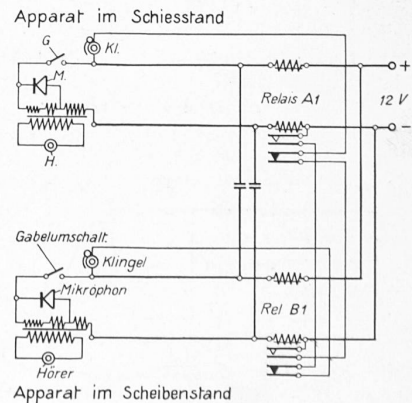 Apparat im Schiesstand
G
Kl.
+
M.
Relais A1
12 V
−
H.
Gabelumschalt.
Klingel
Mikrophon
Rel B1
Hörer
Apparat im Scheibenstand